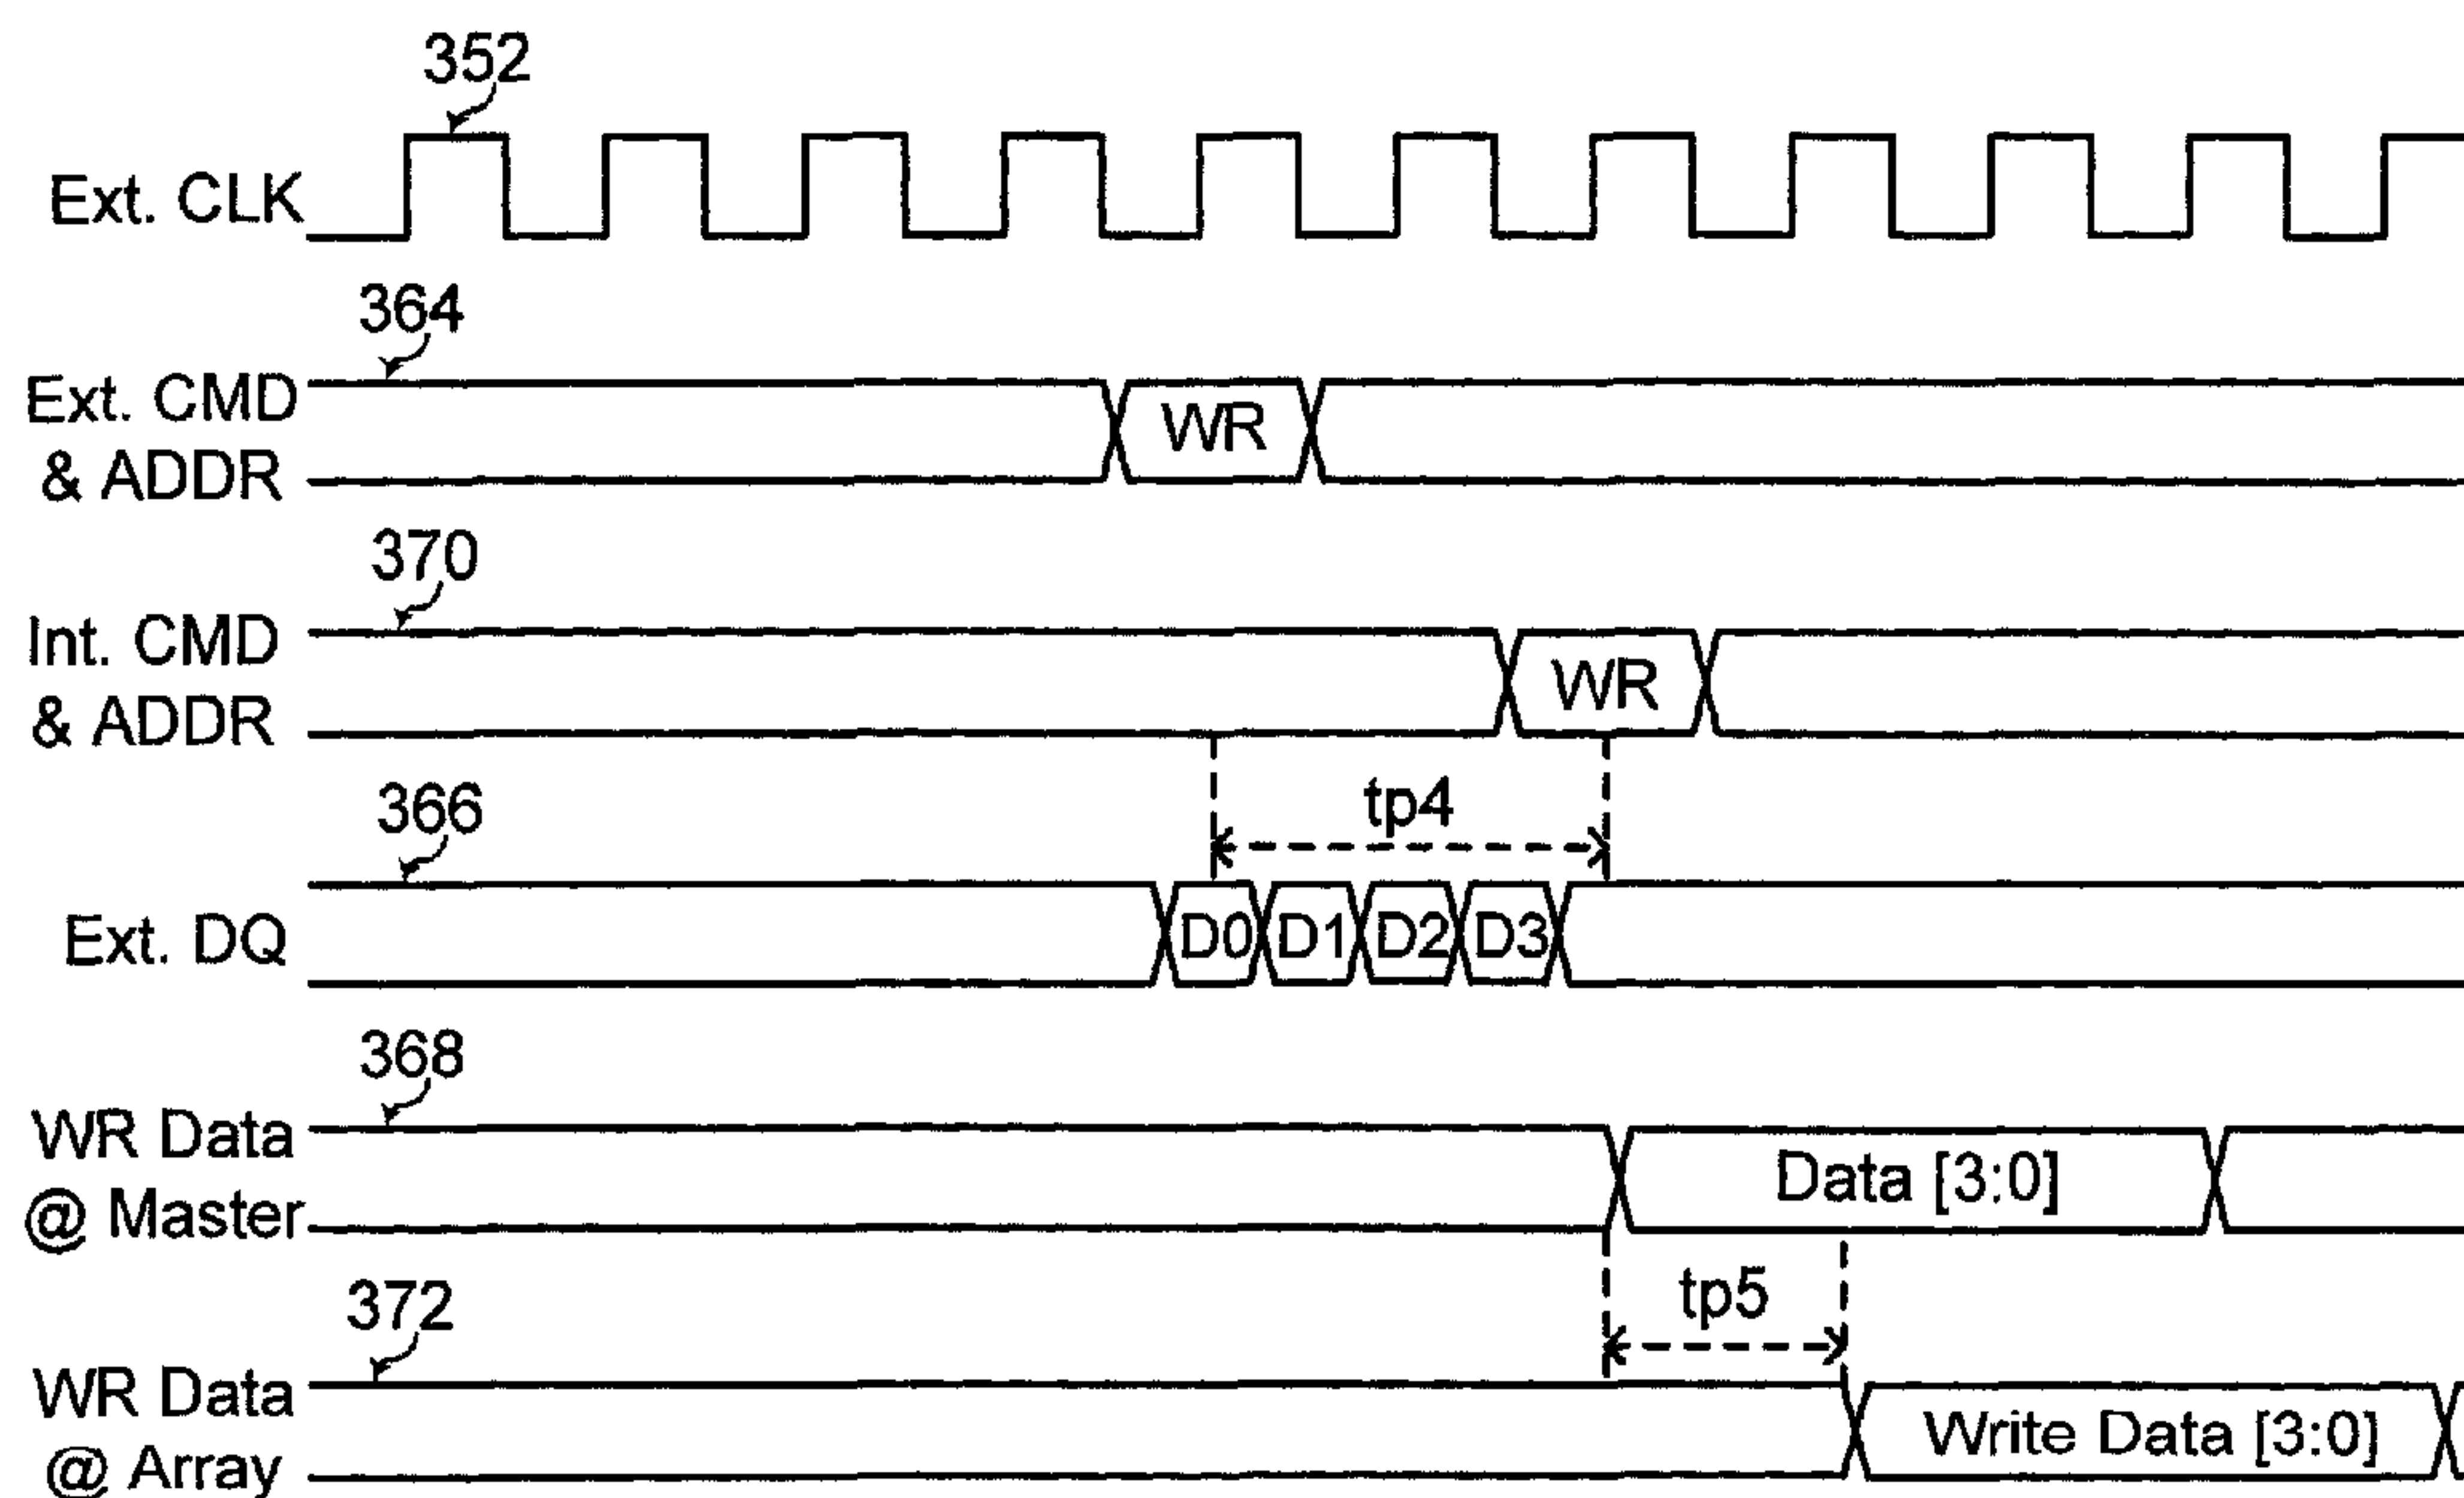 352
Ext. CLK
364
Ext. CMD
& ADDR
WR
370
Int. CMD
& ADDR
WR
tp4
366
Ext. DQ
D0 D1 D2 D3
368
WR Data
@ Master
Data [3:0]
tp5
372
WR Data
@ Array
Write Data [3:0]